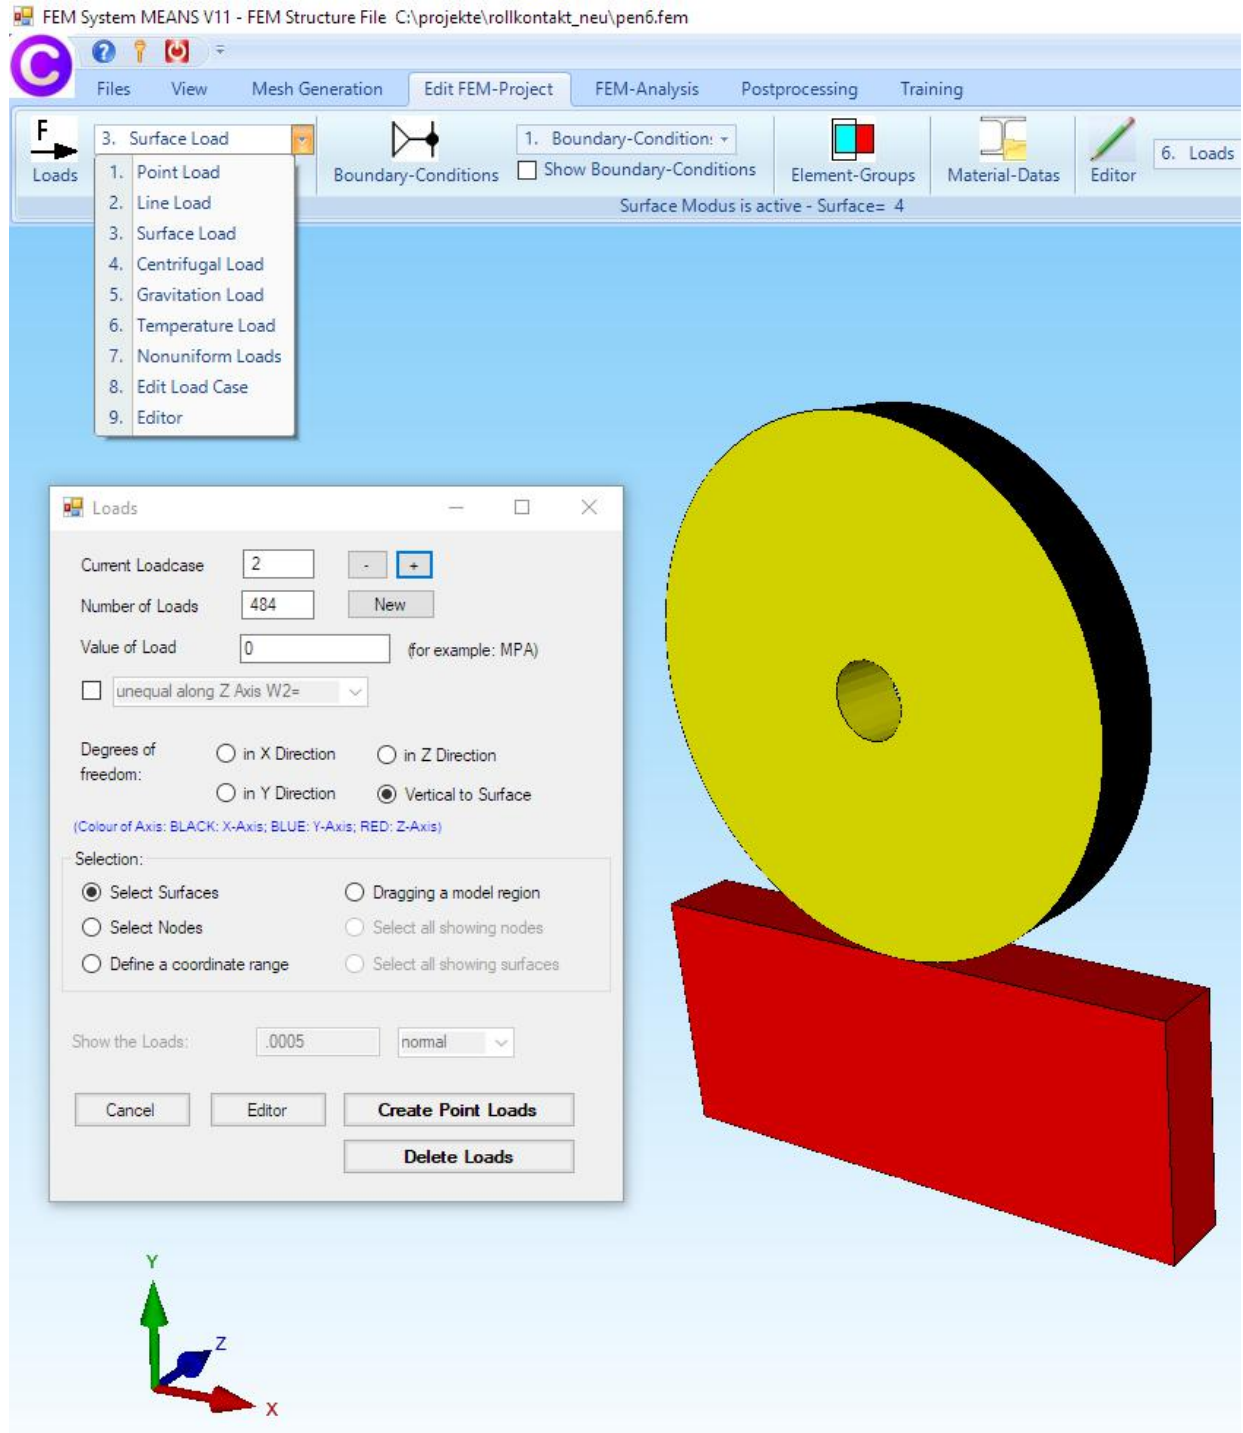 FEM System MEANS V11 - FEM Structure File C:\projekte\rollkontakt_neu\pen6.fem
Files View Mesh Generation Edit FEM-Project FEM-Analysis Postprocessing Training
F 3. Surface Load 1. Boundary-Condition: 6. Loads
Loads Boundary-Conditions Show Boundary-Conditions Element-Groups Material-Datas Editor
Surface Modus is active - Surface= 4
1. Point Load
2. Line Load
3. Surface Load
4. Centrifugal Load
5. Gravitation Load
6. Temperature Load
7. Nonuniform Loads
8. Edit Load Case
9. Editor
Loads
Current Loadcase 2 - +
Number of Loads 484 New
Value of Load 0 (for example: MPA)
unequal along Z Axis W2=
Degrees of freedom:
in X Direction in Z Direction
in Y Direction Vertical to Surface
(Colour of Axis: BLACK: X-Axis; BLUE: Y-Axis; RED: Z-Axis)
Selection:
Select Surfaces Dragging a model region
Select Nodes Select all showing nodes
Define a coordinate range Select all showing surfaces
Show the Loads: .0005 normal
Cancel Editor Create Point Loads
Delete Loads
Y
Z
X